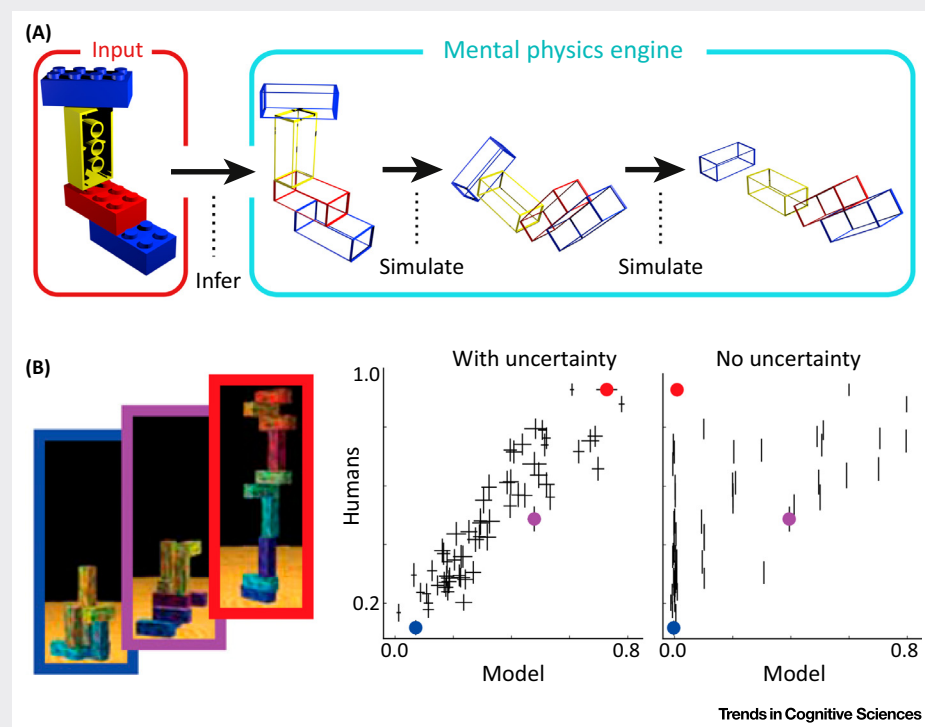 (A)
Input
Mental physics engine
Infer
Simulate
Simulate
(B)
With uncertainty
No uncertainty
1.0
Humans
0.2
0.0
0.8
0.0
0.8
Model
Model
Trends in Cognitive Sciences